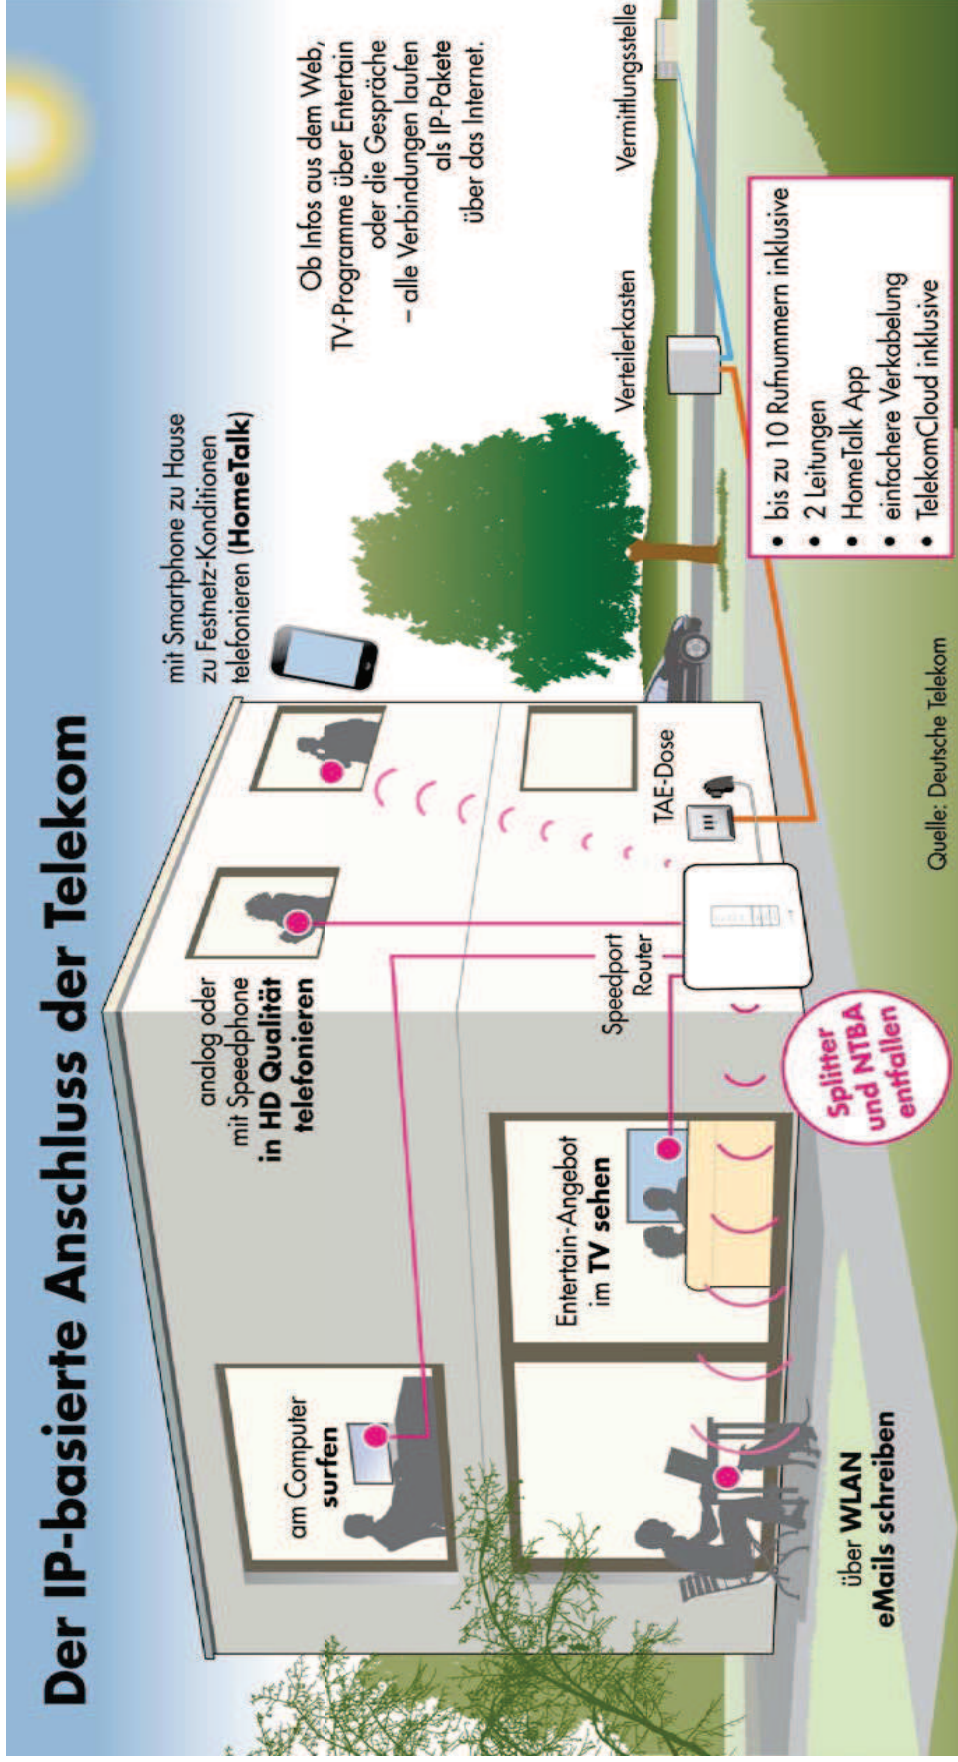 Der IP-basierte Anschluss der Telekom
mit Smartphone zu Hause
zu Festnetz-Konditionen
telefonieren (HomeTalk)
Ob Infos aus dem Web,
TV-Programme über Entertain
oder die Gespräche
– alle Verbindungen laufen
als IP-Pakete
über das Internet.
analog oder
mit Speedphone
in HD Qualität
telefonieren
am Computer
surfen
Entertain-Angebot
im TV sehen
Speedport
Router
TAE-Dose
Verteilerkasten
Vermittlungsstelle
über WLAN
eMails schreiben
Splitter
und NTBA
entfallen
• bis zu 10 Rufnummern inklusive
• 2 Leitungen
• HomeTalk App
• einfachere Verkabelung
• TelekomCloud inklusive
Quelle: Deutsche Telekom